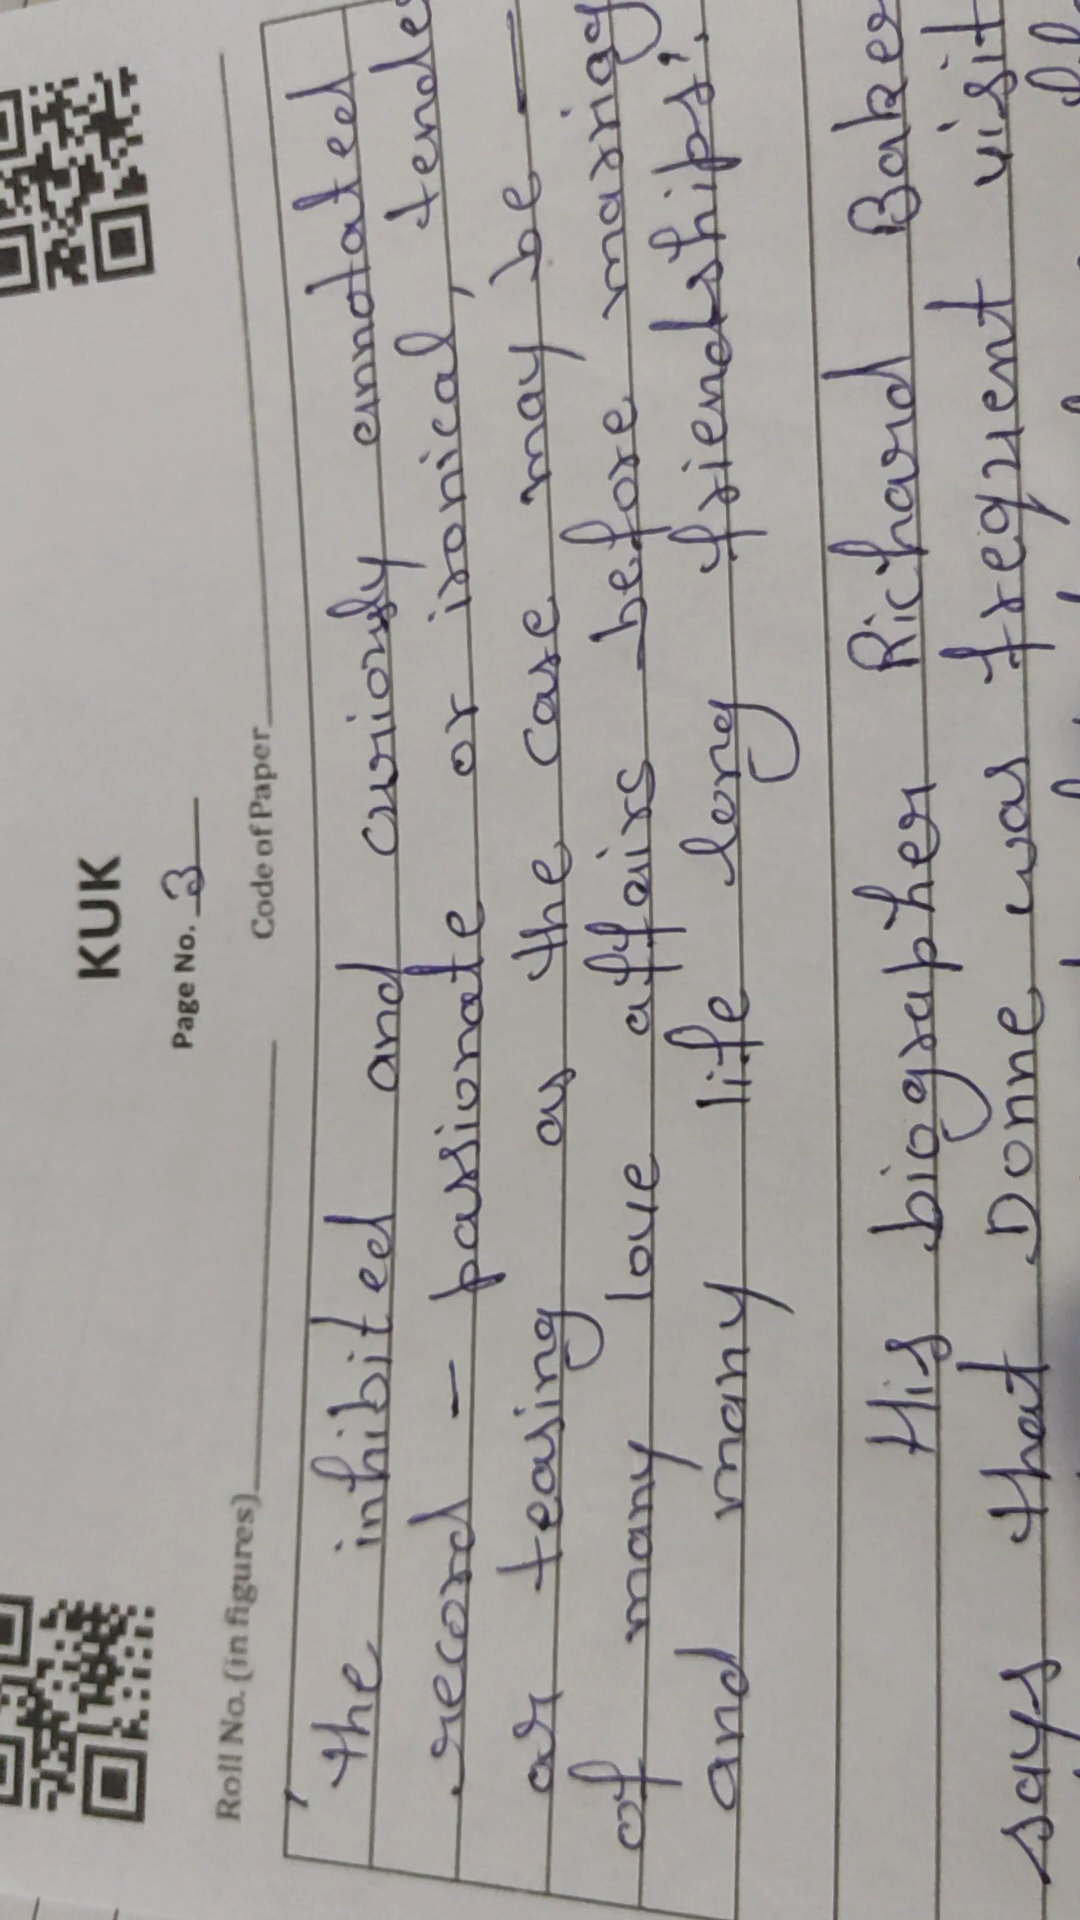 KUK
Page No. 3
Roll No. (in figures) Code of Paper
'the inhibited and curiously annotated
record - passionate or ironical, tender
or teasing as the case may be -
of many love affairs before marriag
and many life long friendships'.
His biographer Richard Baker
says that Donne was frequent visit